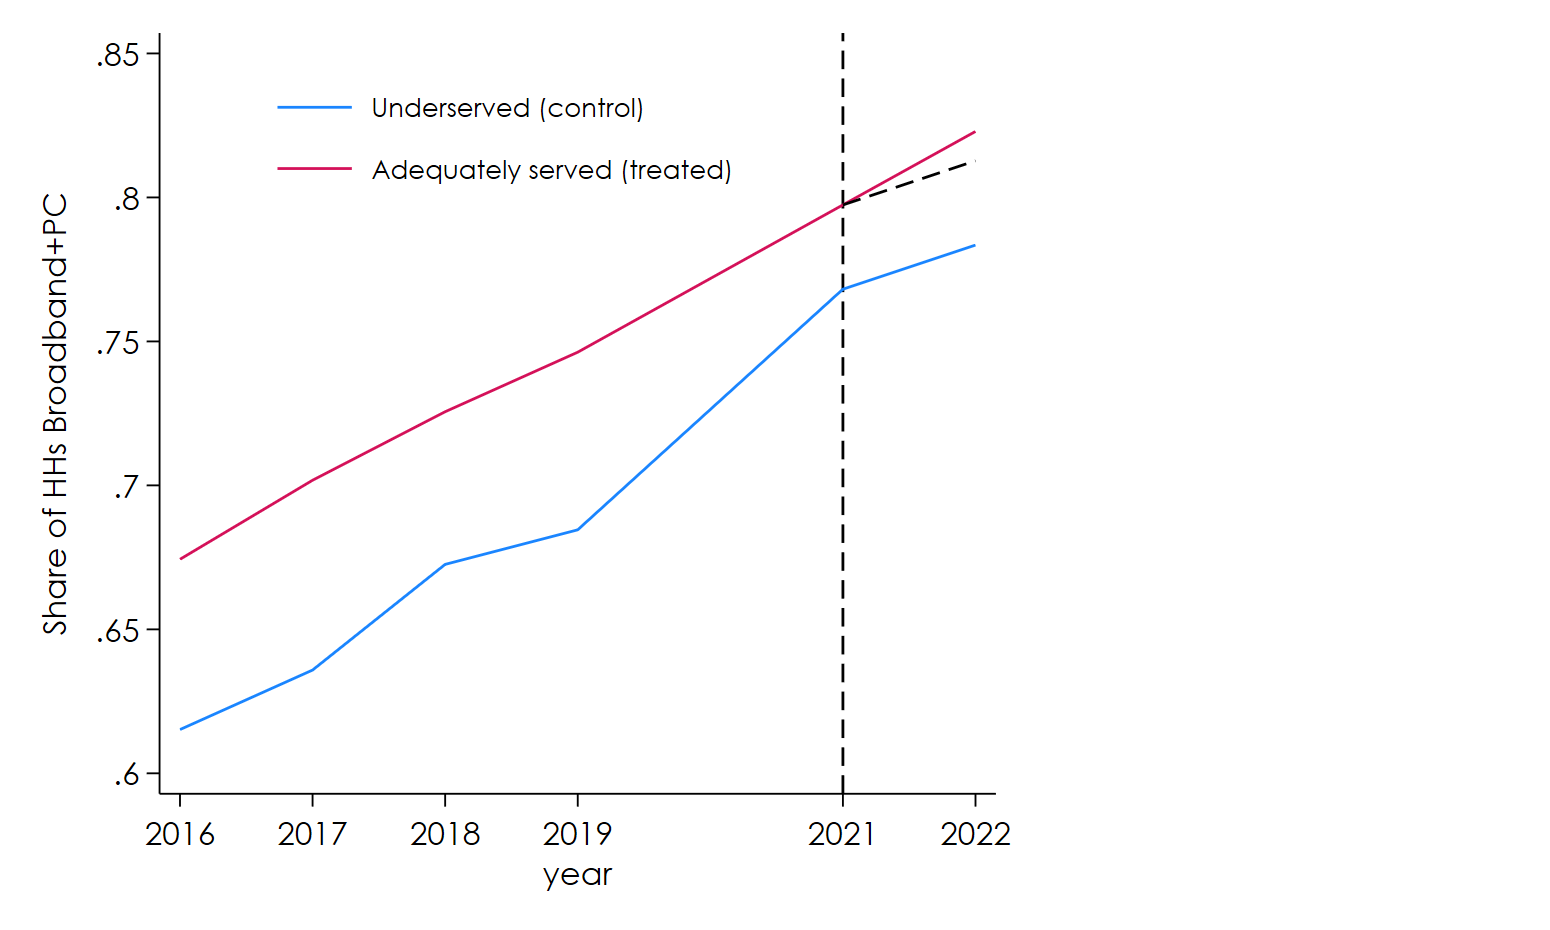 Share of HHs Broadband+PC
.85
.8
.75
.7
.65
.6
Underserved (control)
Adequately served (treated)
2016 2017 2018 2019 2021 2022
year